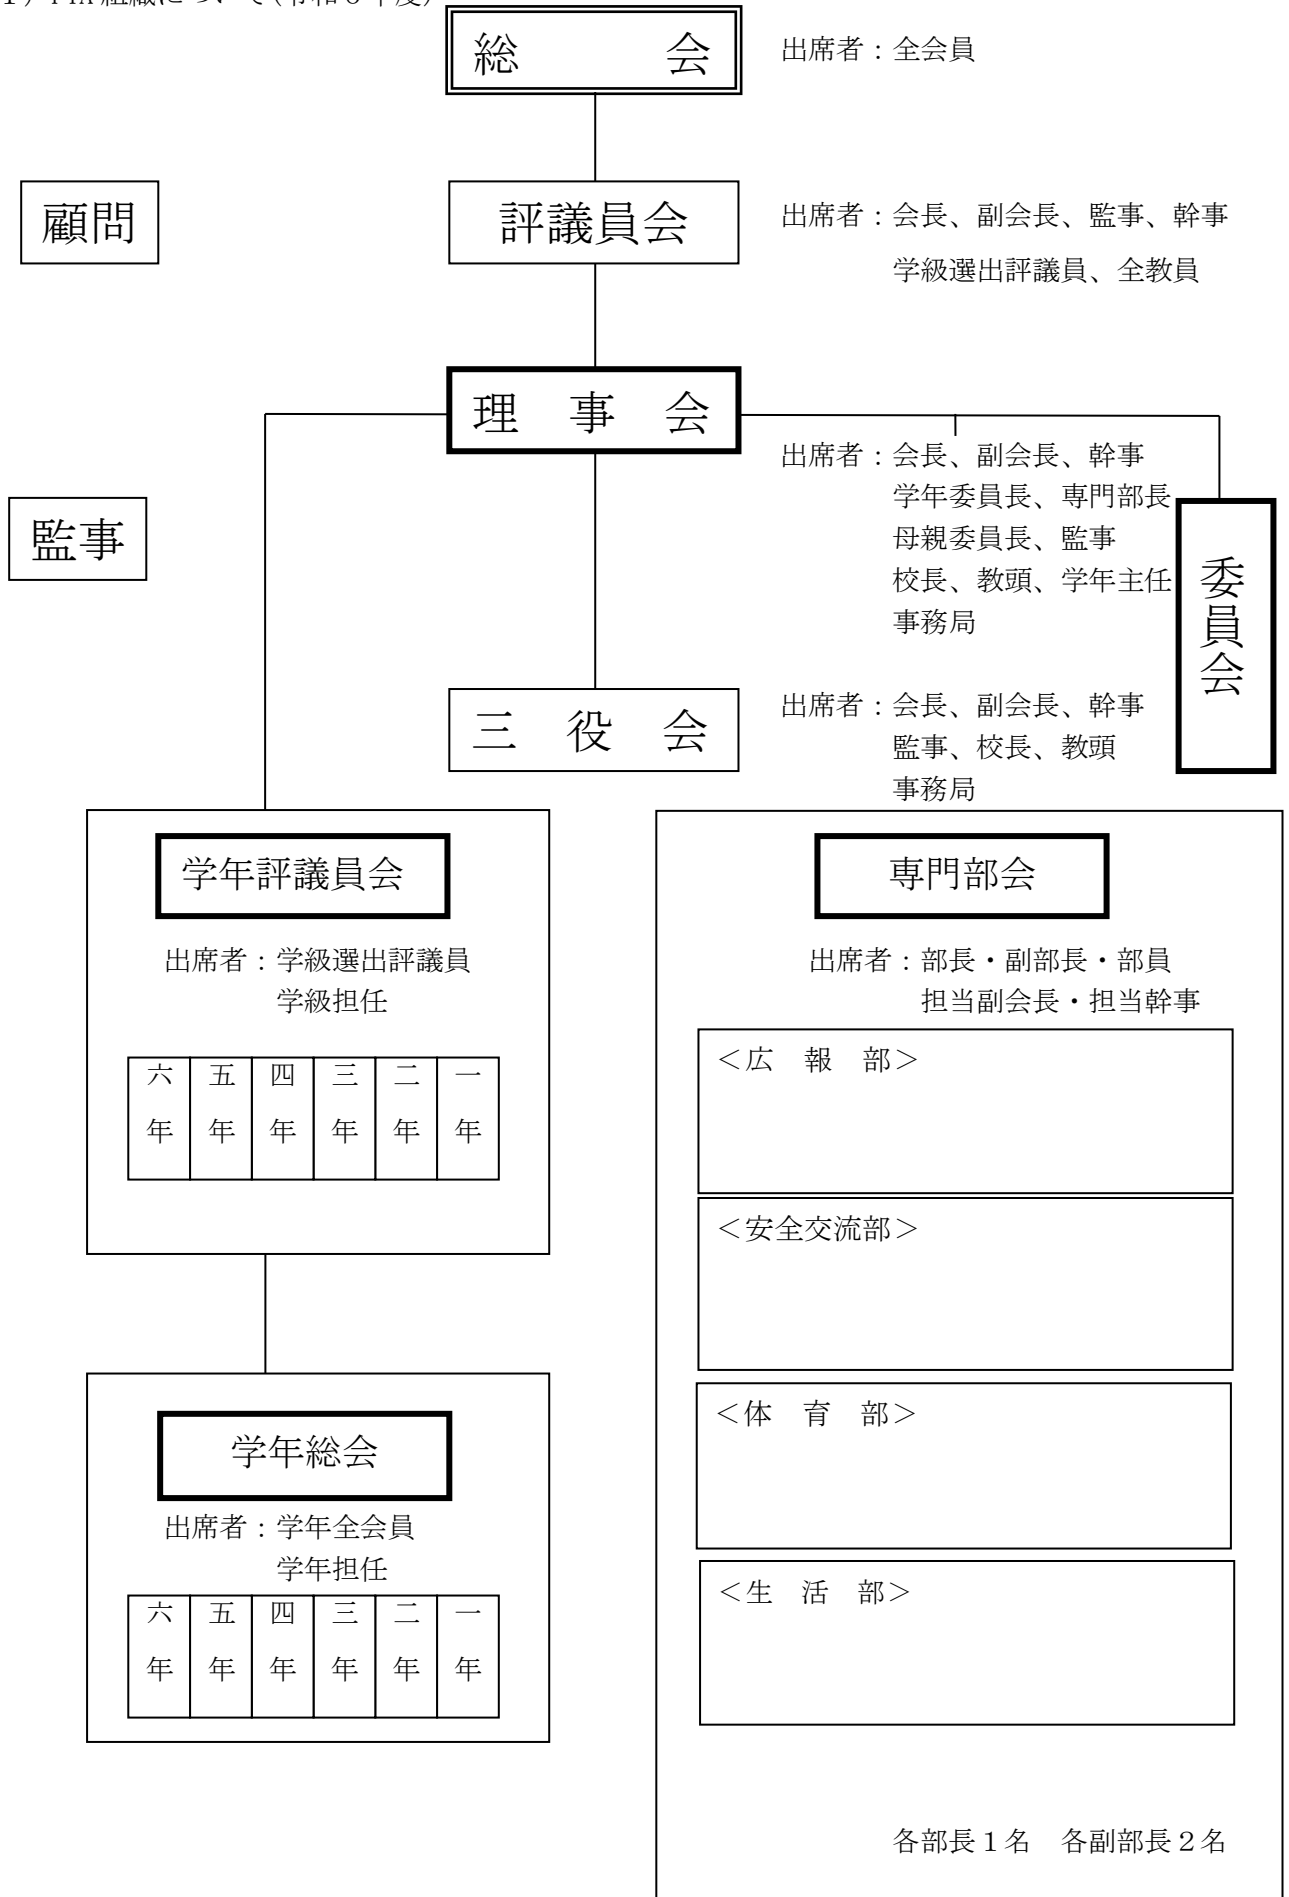 総　会
出席者：全会員
顧問
評議員会
出席者：会長、副会長、監事、幹事
学級選出評議員、全教員
理　事　会
出席者：会長、副会長、幹事
学年委員長、専門部長
母親委員長、監事
校長、教頭、学年主任
事務局
監事
委員会
三　役　会
出席者：会長、副会長、幹事
監事、校長、教頭
事務局
学年評議員会
出席者：学級選出評議員
学級担任
六年
五年
四年
三年
二年
一年
学年総会
出席者：学年全会員
学年担任
六年
五年
四年
三年
二年
一年
専門部会
出席者：部長・副部長・部員
担当副会長・担当幹事
＜広　報　部＞
＜安全交流部＞
＜体　育　部＞
＜生　活　部＞
各部長１名　各副部長２名